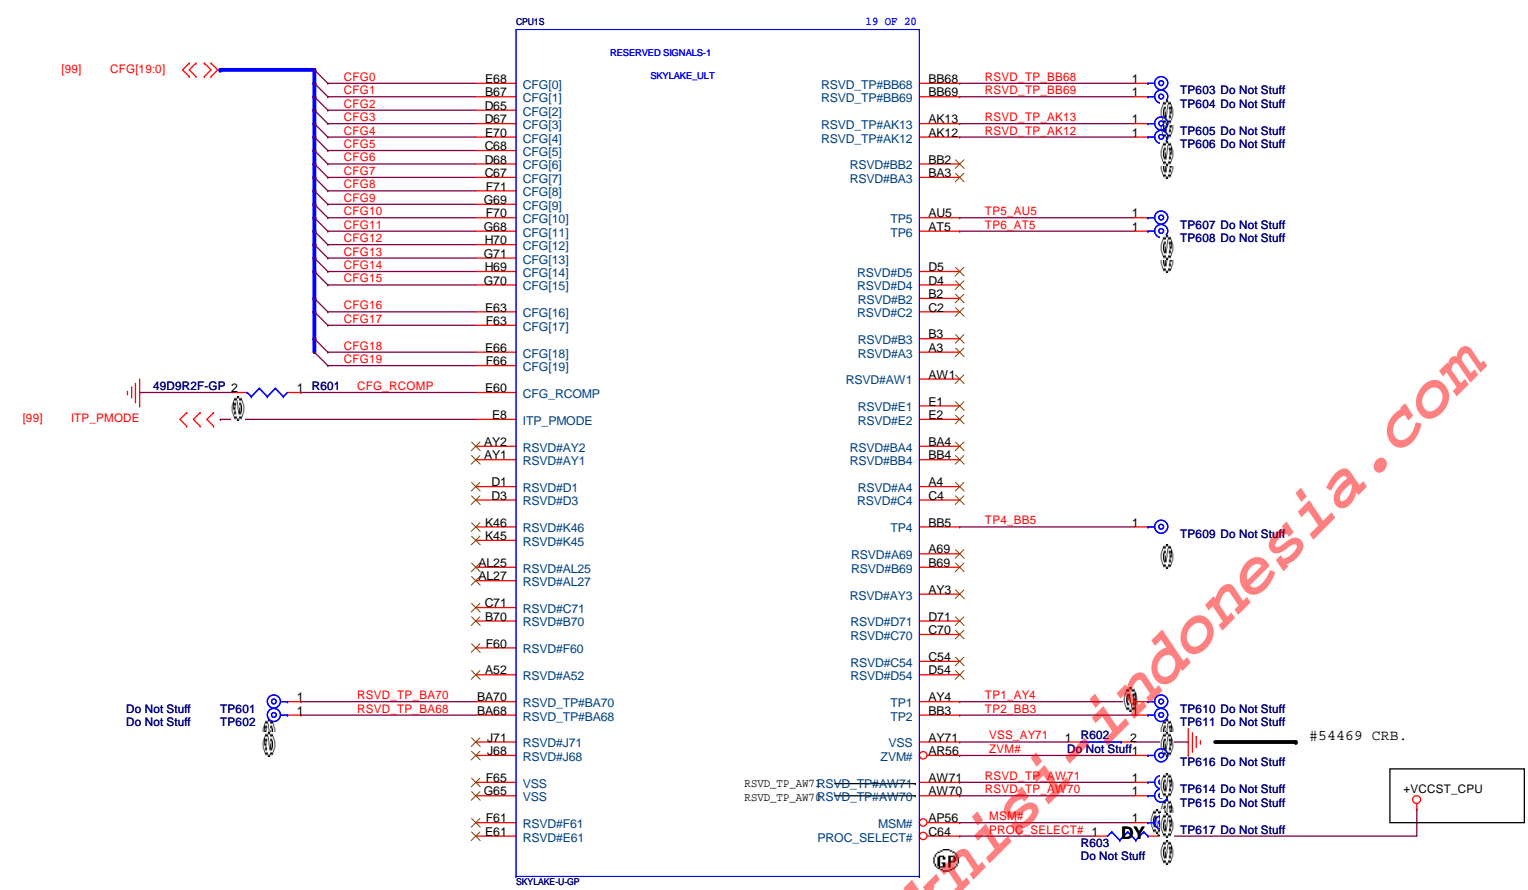 CPU1S 19 OF 20
RESERVED SIGNALS-1
SKYLAKE_ULT
[99] CFG[19:0]
CFG0 E68 CFG[0] RSVD_TP#BB68 BB68 RSVD_TP_BB68 1
CFG1 B67 CFG[1] RSVD_TP#BB69 BB69 RSVD_TP_BB69 1 TP603 Do Not Stuff
CFG2 D65 CFG[2] TP604 Do Not Stuff
CFG3 D67 CFG[3] RSVD_TP#AK13 AK13 RSVD_TP_AK13 1
CFG4 E70 CFG[4] RSVD_TP#AK12 AK12 RSVD_TP_AK12 1 TP605 Do Not Stuff
CFG5 C68 CFG[5] TP606 Do Not Stuff
CFG6 D68 CFG[6] RSVD#BB2 BB2
CFG7 C67 CFG[7] RSVD#BA3 BA3
CFG8 F71 CFG[8]
CFG9 G69 CFG[9]
CFG10 F70 CFG[10] TP5 AU5 TP5_AU5 1
CFG11 G68 CFG[11] TP6 AT5 TP6_AT5 1 TP607 Do Not Stuff
CFG12 H70 CFG[12] TP608 Do Not Stuff
CFG13 G71 CFG[13]
CFG14 H69 CFG[14] RSVD#D5 D5
CFG15 G70 CFG[15] RSVD#D4 D4
RSVD#B2 B2
CFG16 E63 CFG[16] RSVD#C2 C2
CFG17 F63 CFG[17]
RSVD#B3 B3
CFG18 E66 CFG[18] RSVD#A3 A3
CFG19 F66 CFG[19]
RSVD#AW1 AW1
49D9R2F-GP 2 1 R601 CFG_RCOMP E60 CFG_RCOMP
RSVD#E1 E1
[99] ITP_PMODE E8 ITP_PMODE RSVD#E2 E2
AY2 RSVD#AY2 RSVD#BA4 BA4
AY1 RSVD#AY1 RSVD#BB4 BB4
D1 RSVD#D1 RSVD#A4 A4
D3 RSVD#D3 RSVD#C4 C4
K46 RSVD#K46 TP4 BB5 TP4_BB5 1 TP609 Do Not Stuff
K45 RSVD#K45
RSVD#A69 A69
AL25 RSVD#AL25 RSVD#B69 B69
AL27 RSVD#AL27
RSVD#AY3 AY3
C71 RSVD#C71
B70 RSVD#B70 RSVD#D71 D71
RSVD#C70 C70
F60 RSVD#F60
RSVD#C54 C54
A52 RSVD#A52 RSVD#D54 D54
1 RSVD_TP_BA70 BA70 RSVD_TP#BA70 TP1 AY4 TP1_AY4 1
Do Not Stuff TP601 1 RSVD_TP_BA68 BA68 RSVD_TP#BA68 TP2 BB3 TP2_BB3 1 TP610 Do Not Stuff
Do Not Stuff TP602 TP611 Do Not Stuff
J71 RSVD#J71 VSS AY71 VSS_AY71 1 R602 2 #54469 CRB.
J68 RSVD#J68 ZVM# AR56 ZVM# Do Not Stuff 1 TP616 Do Not Stuff
F65 VSS RSVD_TP_AW71 RSVD_TP#AW71 AW71 RSVD_TP_AW71 1 TP614 Do Not Stuff
G65 VSS RSVD_TP_AW70 RSVD_TP#AW70 AW70 RSVD_TP_AW70 1 TP615 Do Not Stuff
+VCCST_CPU
F61 RSVD#F61 MSM# AP56 MSM# 1 TP617 Do Not Stuff
E61 RSVD#E61 PROC_SELECT# C64 PROC_SELECT# 1 DY
R603
Do Not Stuff
GP
SKYLAKE-U-GP
knisi-indonesia.com